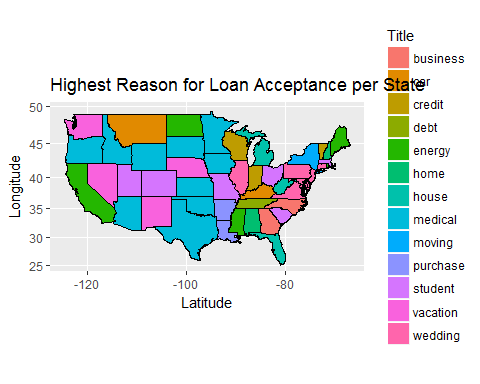 Title
Highest Reason for Loan Acceptance per State
business
car
credit
debt
energy
home
house
medical
moving
purchase
student
vacation
wedding
50
45
40
35
30
25
Longitude
-120
-100
-80
Latitude